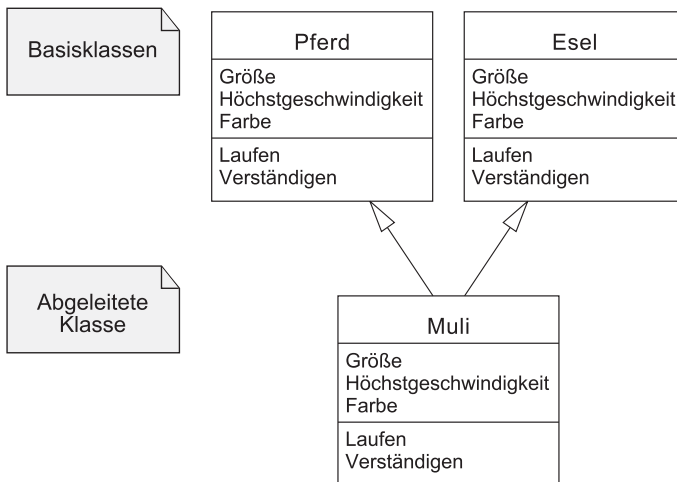 Basisklassen
Pferd
Größe
Höchstgeschwindigkeit
Farbe
Laufen
Verständigen
Esel
Größe
Höchstgeschwindigkeit
Farbe
Laufen
Verständigen
Abgeleitete
Klasse
Muli
Größe
Höchstgeschwindigkeit
Farbe
Laufen
Verständigen